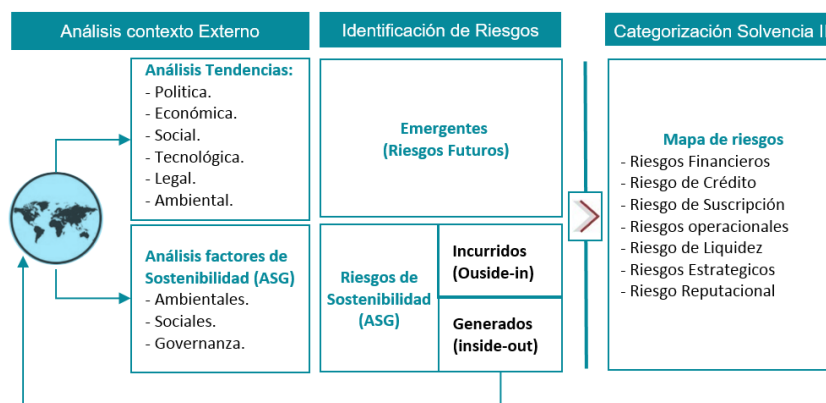 Análisis contexto Externo
Identificación de Riesgos
Categorización Solvencia II
Análisis Tendencias:
- Politica.
- Económica.
- Social.
- Tecnológica.
- Legal.
- Ambiental.
Emergentes
(Riesgos Futuros)
Análisis factores de
Sostenibilidad (ASG)
- Ambientales.
- Sociales.
- Governanza.
Riesgos de
Sostenibilidad
(ASG)
Incurridos
(Ouside-in)
Generados
(inside-out)
Mapa de riesgos
- Riesgos Financieros
- Riesgo de Crédito
- Riesgo de Suscripción
- Riesgos operacionales
- Riesgo de Liquidez
- Riesgos Estrategicos
- Riesgo Reputacional